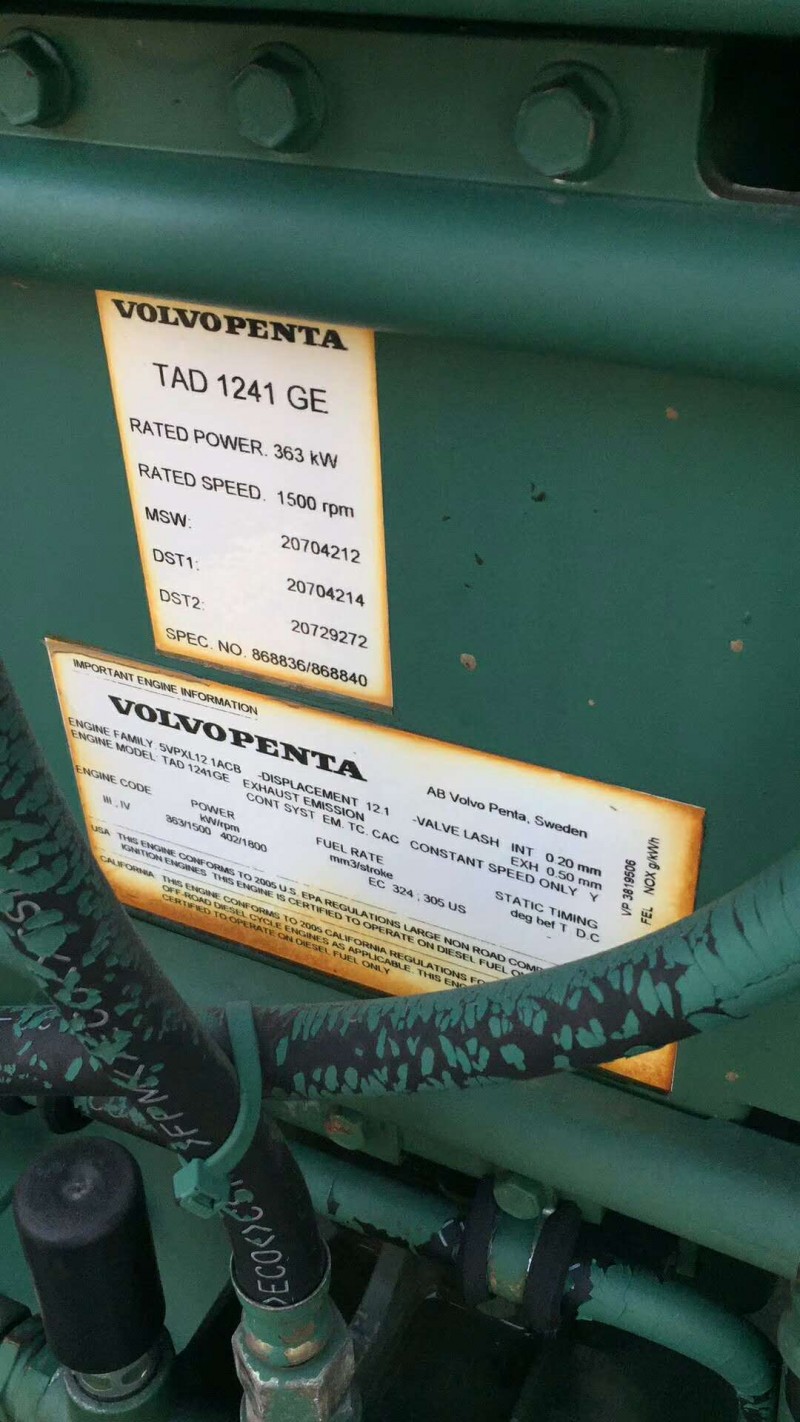 VOLVO PENTA
TAD 1241 GE
RATED POWER. 363 kW
RATED SPEED. 1500 rpm
MSW: 20704212
DST1: 20704214
DST2: 20729272
SPEC. NO. 868836/868840
IMPORTANT ENGINE INFORMATION
VOLVO PENTA
AB Volvo Penta, Sweden
ENGINE FAMILY. 5VPXL12.1ACB -DISPLACEMENT 12.1 -VALVE LASH INT 0.20 mm
ENGINE MODEL TAD 1241GE EXHAUST EMISSION EXH 0.50 mm
CONT SYST EM. TC. CAC CONSTANT SPEED ONLY Y
ENGINE CODE POWER FUEL RATE STATIC TIMING
kW/rpm mm3/stroke deg bef T.D.C
III , IV 363/1500 402/1800 EC 324 , 305 US
VP 3819506
FEL NOX g/kWh
USA THIS ENGINE CONFORMS TO 2005 U.S. EPA REGULATIONS LARGE NON ROAD
IGNITION ENGINES THIS ENGINE IS CERTIFIED TO OPERATE ON DIESEL FUEL
CALIFORNIA THIS ENGINE CONFORMS TO 2005 CALIFORNIA REGULATIONS
OFF-ROAD DIESEL CYCLE ENGINES AS APPLICABLE. THIS
CERTIFIED TO OPERATE ON DIESEL FUEL ONLY